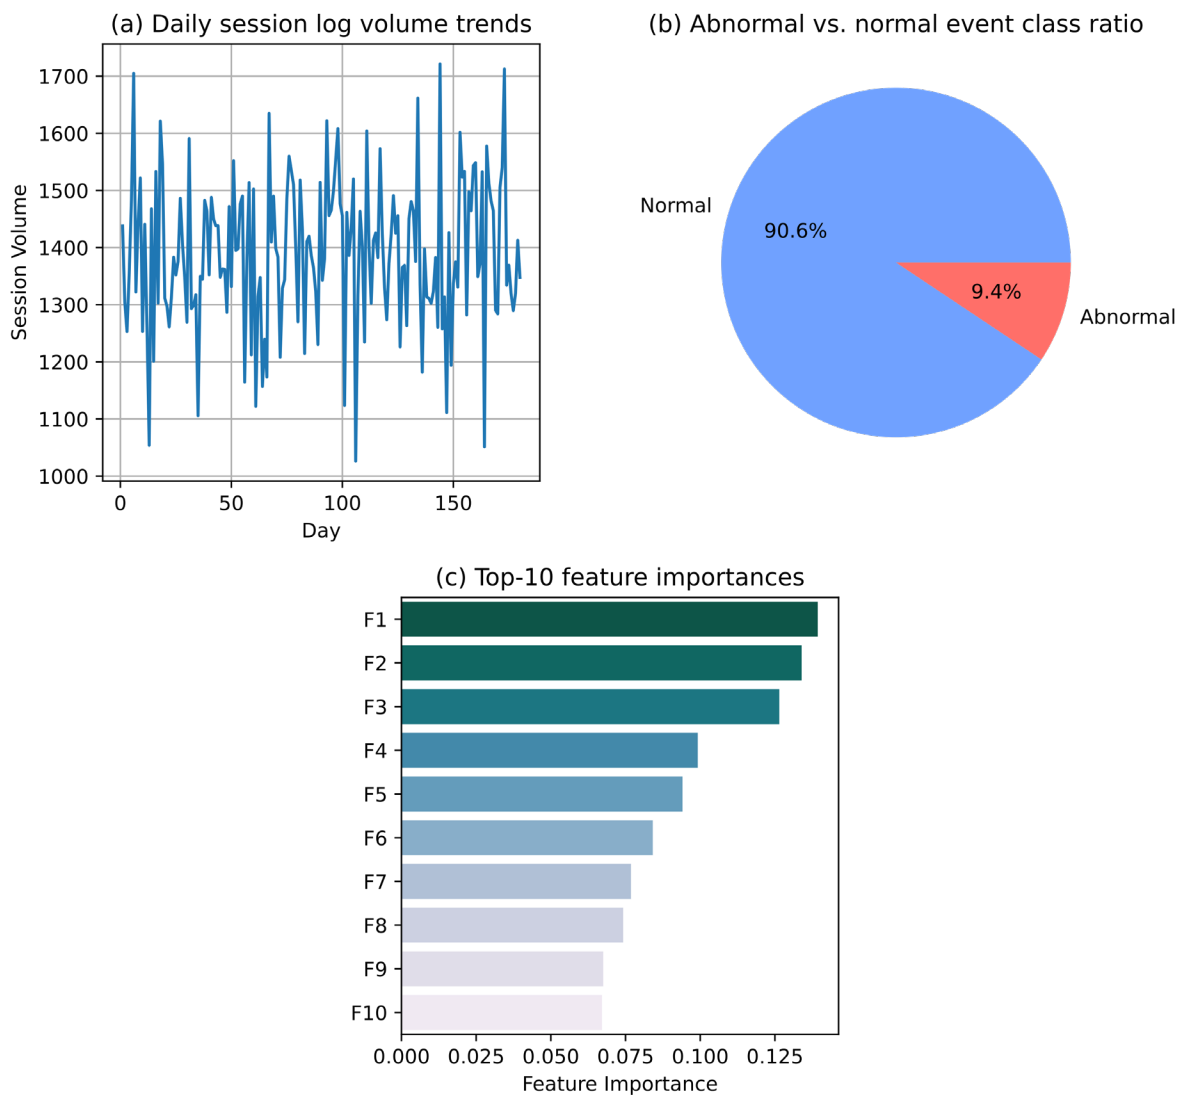 (a) Daily session log volume trends
1700
1600
1500
1400
1300
1200
1100
1000
Session Volume
0 50 100 150
Day
(b) Abnormal vs. normal event class ratio
Normal
90.6%
9.4%
Abnormal
(c) Top-10 feature importances
F1
F2
F3
F4
F5
F6
F7
F8
F9
F10
0.000 0.025 0.050 0.075 0.100 0.125
Feature Importance